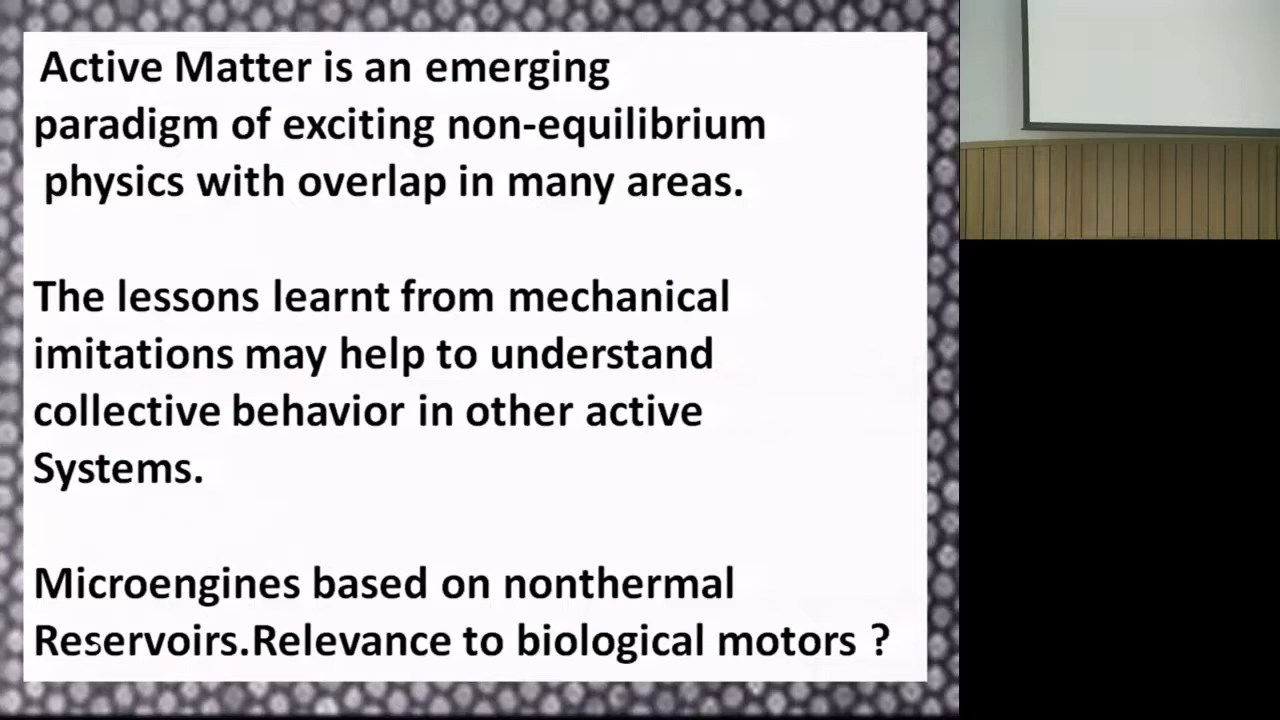 Active Matter is an emerging
paradigm of exciting non-equilibrium
physics with overlap in many areas.
The lessons learnt from mechanical
imitations may help to understand
collective behavior in other active
Systems.
Microengines based on nonthermal
Reservoirs.Relevance to biological motors ?